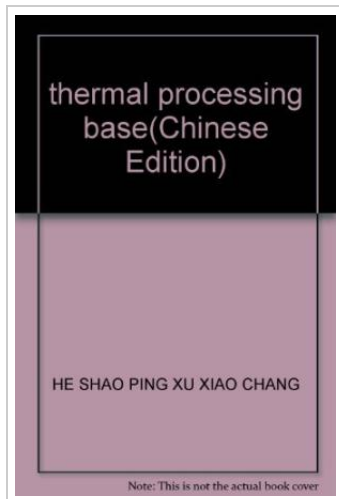 thermal processing
base(Chinese
Edition)
HE SHAO PING XU XIAO CHANG
Note: This is not the actual book cover